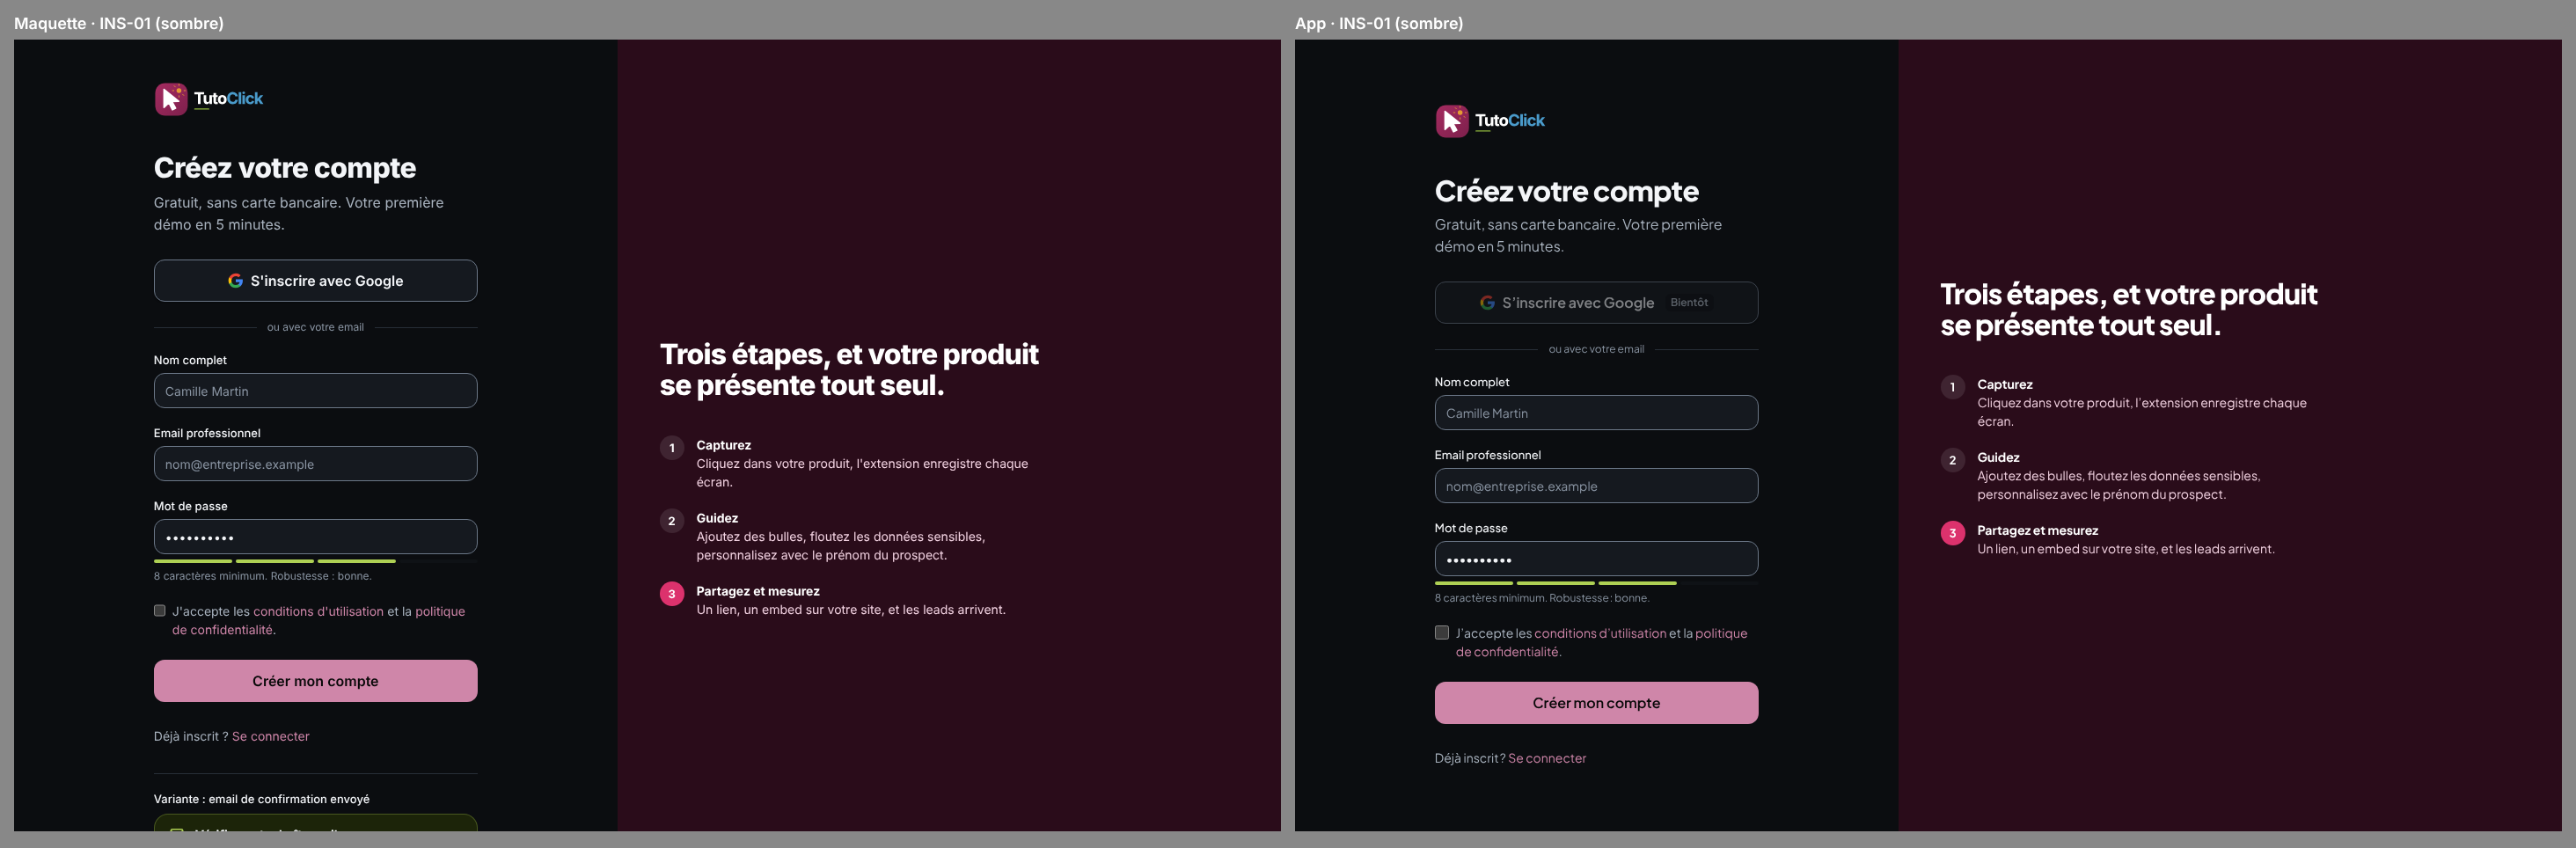 Maquette · INS-01 (sombre)
TutoClick
Créez votre compte
Gratuit, sans carte bancaire. Votre première
démo en 5 minutes.
S'inscrire avec Google
ou avec votre email
Nom complet
Camille Martin
Email professionnel
nom@entreprise.example
Mot de passe
••••••••••
8 caractères minimum. Robustesse : bonne.
J'accepte les conditions d'utilisation et la politique
de confidentialité.
Créer mon compte
Déjà inscrit ? Se connecter
Variante : email de confirmation envoyé
Trois étapes, et votre produit
se présente tout seul.
1 Capturez
Cliquez dans votre produit, l'extension enregistre chaque
écran.
2 Guidez
Ajoutez des bulles, floutez les données sensibles,
personnalisez avec le prénom du prospect.
3 Partagez et mesurez
Un lien, un embed sur votre site, et les leads arrivent.
App · INS-01 (sombre)
TutoClick
Créez votre compte
Gratuit, sans carte bancaire. Votre première
démo en 5 minutes.
S’inscrire avec Google Bientôt
ou avec votre email
Nom complet
Camille Martin
Email professionnel
nom@entreprise.example
Mot de passe
••••••••••
8 caractères minimum. Robustesse : bonne.
J’accepte les conditions d’utilisation et la politique
de confidentialité.
Créer mon compte
Déjà inscrit ? Se connecter
Trois étapes, et votre produit
se présente tout seul.
1 Capturez
Cliquez dans votre produit, l’extension enregistre chaque
écran.
2 Guidez
Ajoutez des bulles, floutez les données sensibles,
personnalisez avec le prénom du prospect.
3 Partagez et mesurez
Un lien, un embed sur votre site, et les leads arrivent.